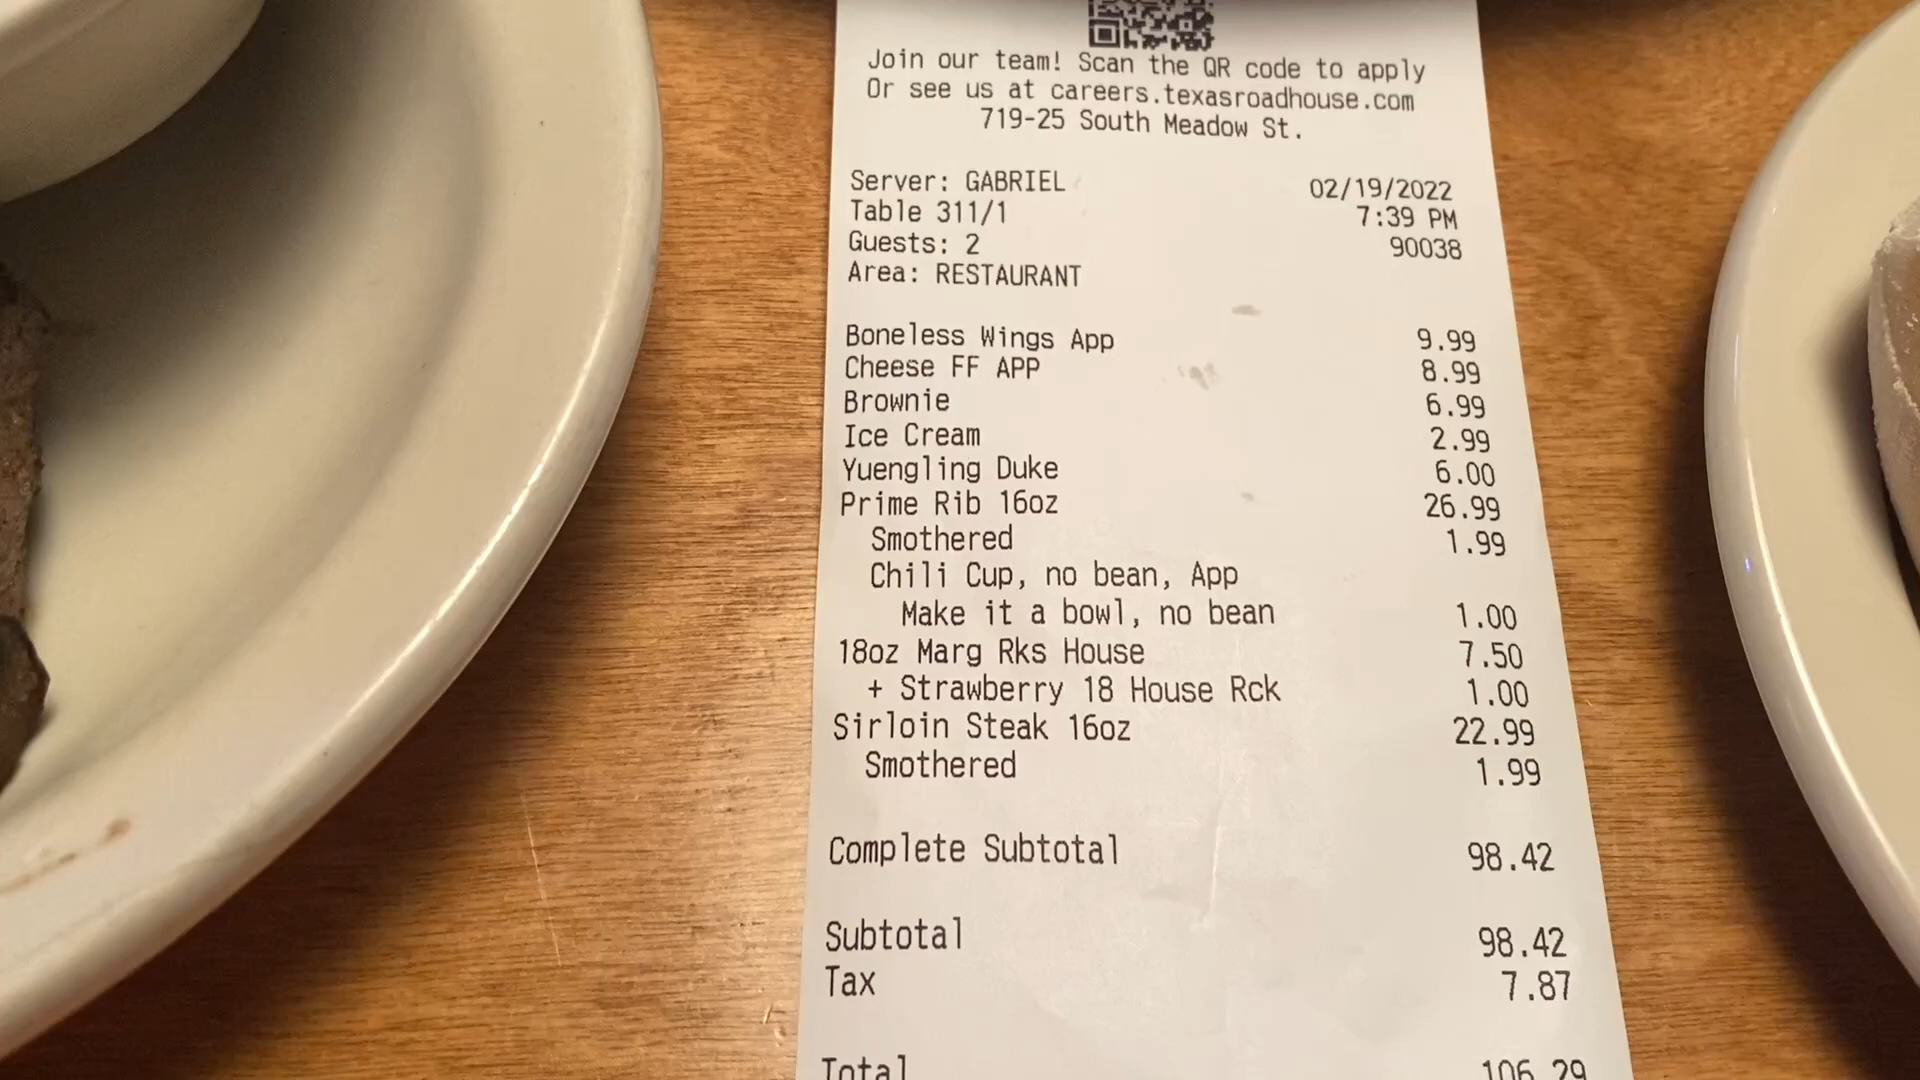 Join our team! Scan the QR code to apply
Or see us at careers.texasroadhouse.com
719-25 South Meadow St.
Server: GABRIEL 02/19/2022
Table 311/1 7:39 PM
Guests: 2 90038
Area: RESTAURANT
Boneless Wings App 9.99
Cheese FF APP 8.99
Brownie 6.99
Ice Cream 2.99
Yuengling Duke 6.00
Prime Rib 16oz 26.99
Smothered 1.99
Chili Cup, no bean, App
Make it a bowl, no bean 1.00
18oz Marg Rks House 7.50
+ Strawberry 18 House Rck 1.00
Sirloin Steak 16oz 22.99
Smothered 1.99
Complete Subtotal 98.42
Subtotal 98.42
Tax 7.87
Total 106.29